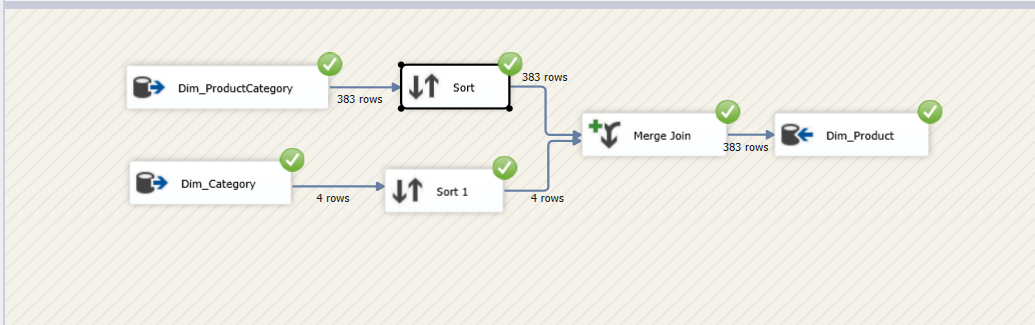 Dim_ProductCategory
383 rows
Sort
383 rows
Dim_Category
4 rows
Sort 1
4 rows
Merge Join
383 rows
Dim_Product